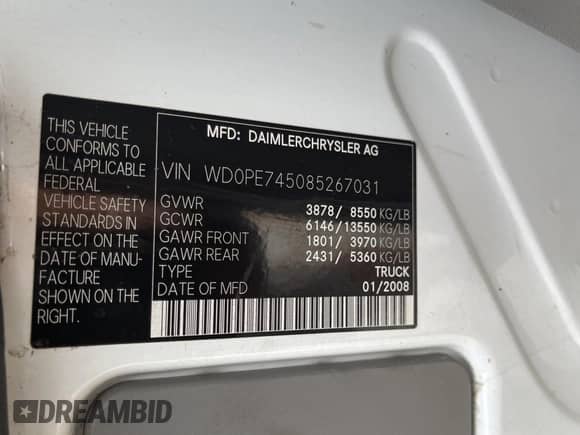 MFD: DAIMLERCHRYSLER AG
THIS VEHICLE
CONFORMS TO
ALL APPLICABLE
FEDERAL
VEHICLE SAFETY
STANDARDS IN
EFFECT ON THE
DATE OF MANU-
FACTURE
SHOWN ON THE
RIGHT.
VIN WD0PE745085267031
GVWR 3878/ 8550 KG/LB
GCWR 6146/13550 KG/LB
GAWR FRONT 1801/ 3970 KG/LB
GAWR REAR 2431/ 5360 KG/LB
TYPE TRUCK
DATE OF MFD 01/2008
DREAMBID